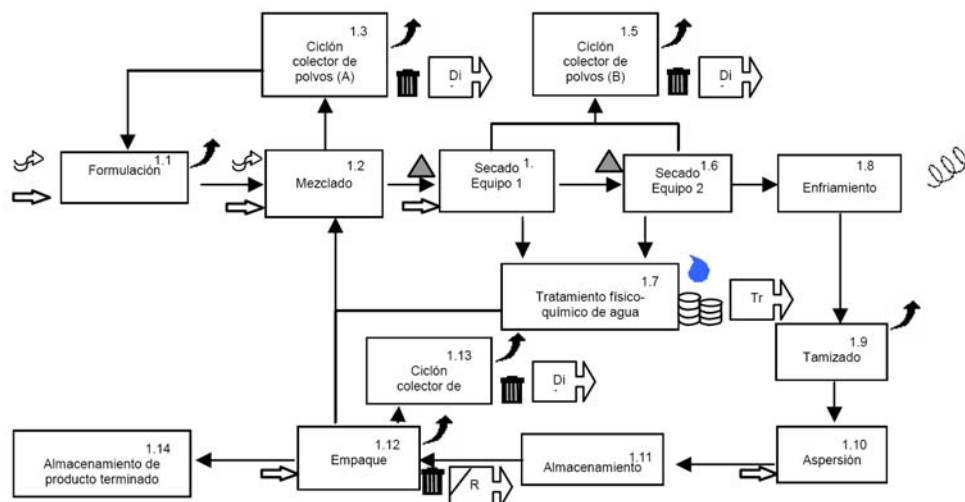 1.3
Ciclón
colector de
polvos (A)
Di
1.5
Ciclón
colector de
polvos (B)
Di
1.1
Formulación
1.2
Mezclado
1.
Secado
Equipo 1
1.6
Secado
Equipo 2
1.8
Enfriamiento
1.7
Tratamiento físico-
químico de agua
Tr
1.9
Tamizado
1.13
Ciclón
colector de
Di
1.14
Almacenamiento de
producto terminado
1.12
Empaque
R
1.11
Almacenamiento
1.10
Aspersión